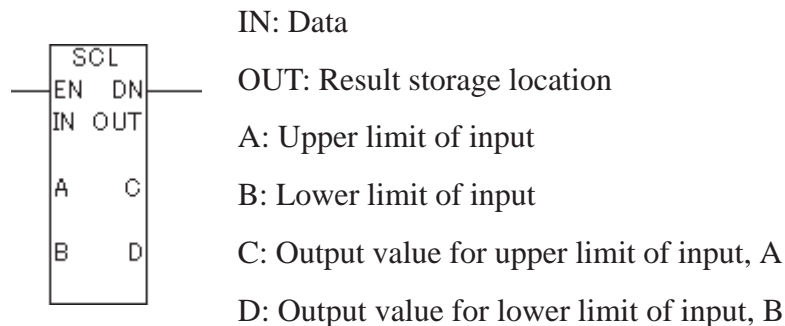 SCL
EN DN
IN OUT
A C
B D
IN: Data
OUT: Result storage location
A: Upper limit of input
B: Lower limit of input
C: Output value for upper limit of input, A
D: Output value for lower limit of input, B